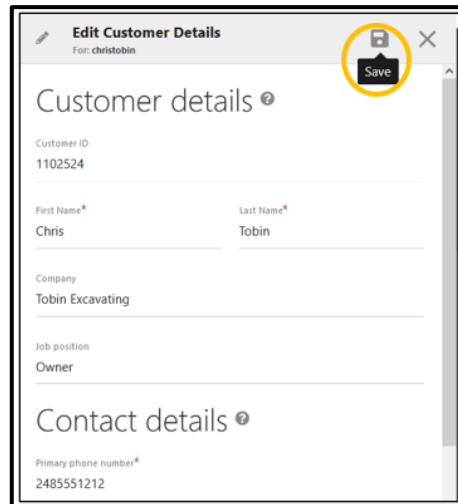 Edit Customer Details
For: christobin
Save
Customer details
Customer ID
1102524
First Name* Last Name*
Chris Tobin
Company
Tobin Excavating
Job position
Owner
Contact details
Primary phone number*
2485551212